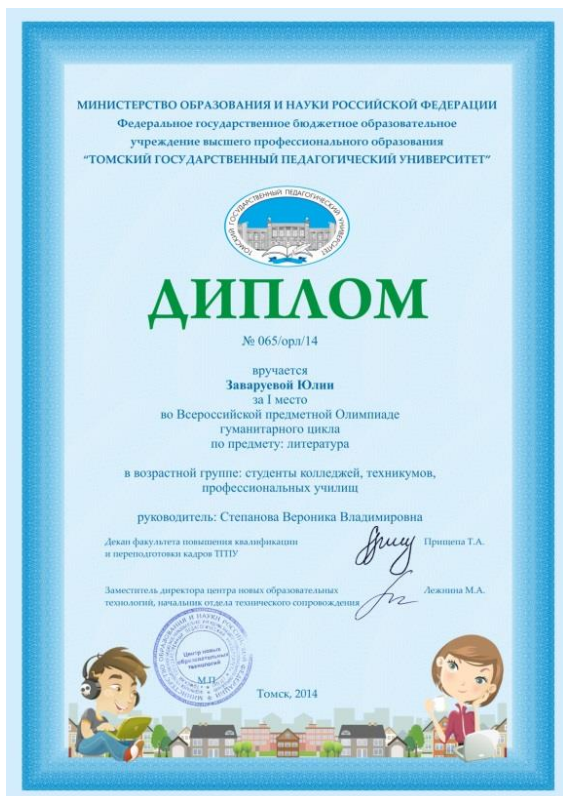 МИНИСТЕРСТВО ОБРАЗОВАНИЯ И НАУКИ РОССИЙСКОЙ ФЕДЕРАЦИИ
Федеральное государственное бюджетное образовательное
учреждение высшего профессионального образования
“ТОМСКИЙ ГОСУДАРСТВЕННЫЙ ПЕДАГОГИЧЕСКИЙ УНИВЕРСИТЕТ”
ТОМСКИЙ ГОСУДАРСТВЕННЫЙ ПЕДАГОГИЧЕСКИЙ УНИВЕРСИТЕТ
ДИПЛОМ
№ 065/орл/14
вручается
Заваруевой Юлии
за I место
во Всероссийской предметной Олимпиаде
гуманитарного цикла
по предмету: литература
в возрастной группе: студенты колледжей, техникумов,
профессиональных училищ
руководитель: Степанова Вероника Владимировна
Декан факультета повышения квалификации
и переподготовки кадров ТГПУ
Прищепа Т.А.
Заместитель директора центра новых образовательных
технологий, начальник отдела технического сопровождения
Лежнина М.А.
Центр новых
образовательных
технологий
М.П.
Томск, 2014